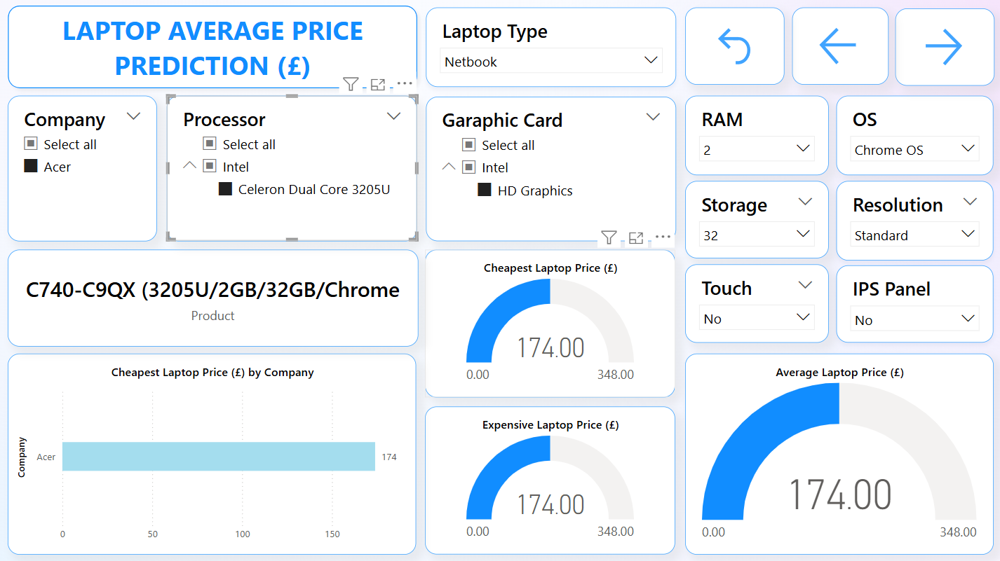 LAPTOP AVERAGE PRICE
PREDICTION (£)
Laptop Type
Netbook
Company
Select all
Acer
Processor
Select all
Intel
Celeron Dual Core 3205U
Garaphic Card
Select all
Intel
HD Graphics
RAM
2
OS
Chrome OS
Storage
32
Resolution
Standard
Touch
No
IPS Panel
No
C740-C9QX (3205U/2GB/32GB/Chrome
Product
Cheapest Laptop Price (£)
174.00
0.00
348.00
Cheapest Laptop Price (£) by Company
Company
Acer
174
0
50
100
150
Expensive Laptop Price (£)
174.00
0.00
348.00
Average Laptop Price (£)
174.00
0.00
348.00